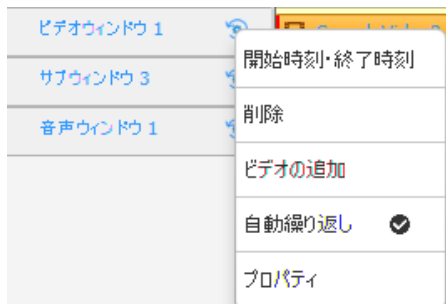 ビデオウィンドウ 1
サブウィンドウ 3
音声ウィンドウ 1
開始時刻・終了時刻
削除
ビデオの追加
自動繰り返し
プロパティ